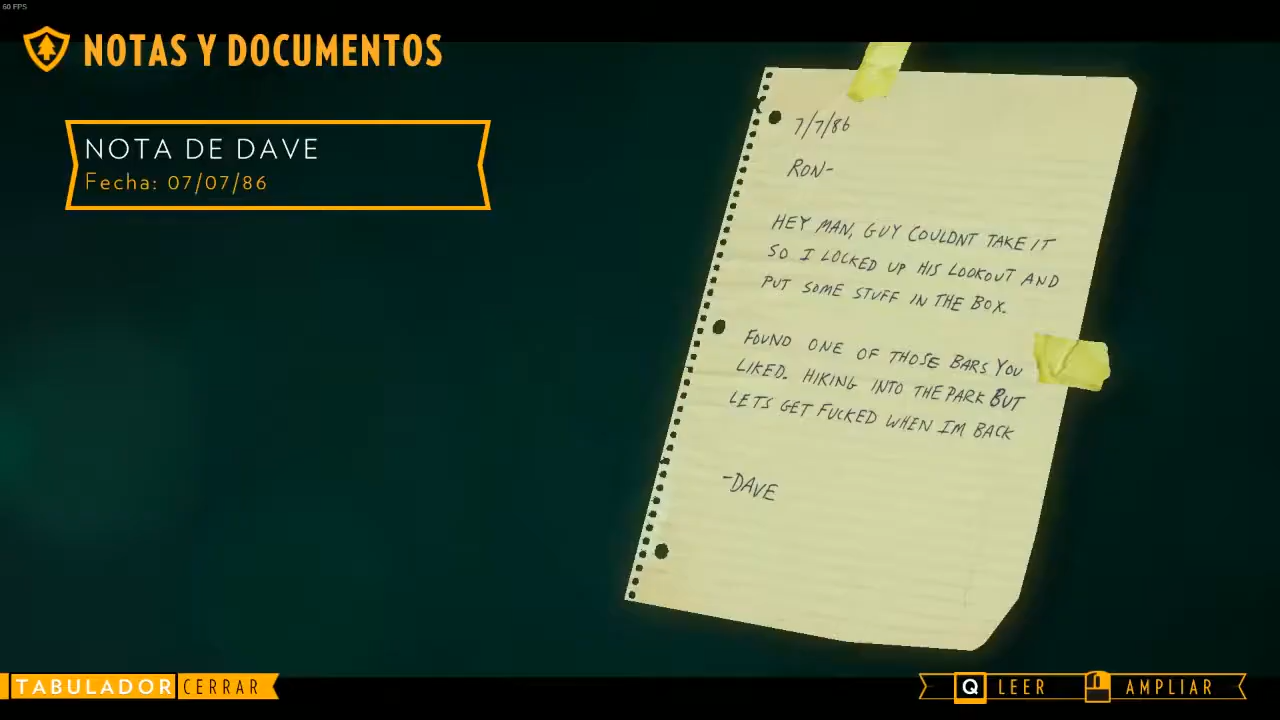 60 FPS
NOTAS Y DOCUMENTOS
NOTA DE DAVE
Fecha: 07/07/86
7/7/86
RON-
HEY MAN, GUY COULDNT TAKE IT
SO I LOCKED UP HIS LOOKOUT AND
PUT SOME STUFF IN THE BOX.
FOUND ONE OF THOSE BARS YOU
LIKED. HIKING INTO THE PARK BUT
LETS GET FUCKED WHEN IM BACK
-DAVE
TABULADOR CERRAR
Q LEER AMPLIAR